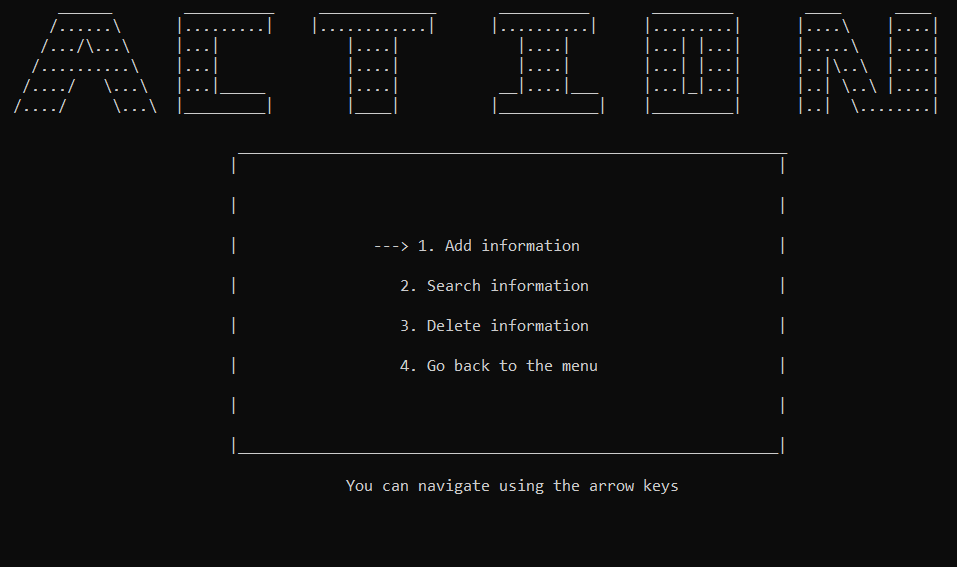 ACTION
---> 1. Add information
2. Search information
3. Delete information
4. Go back to the menu
You can navigate using the arrow keys